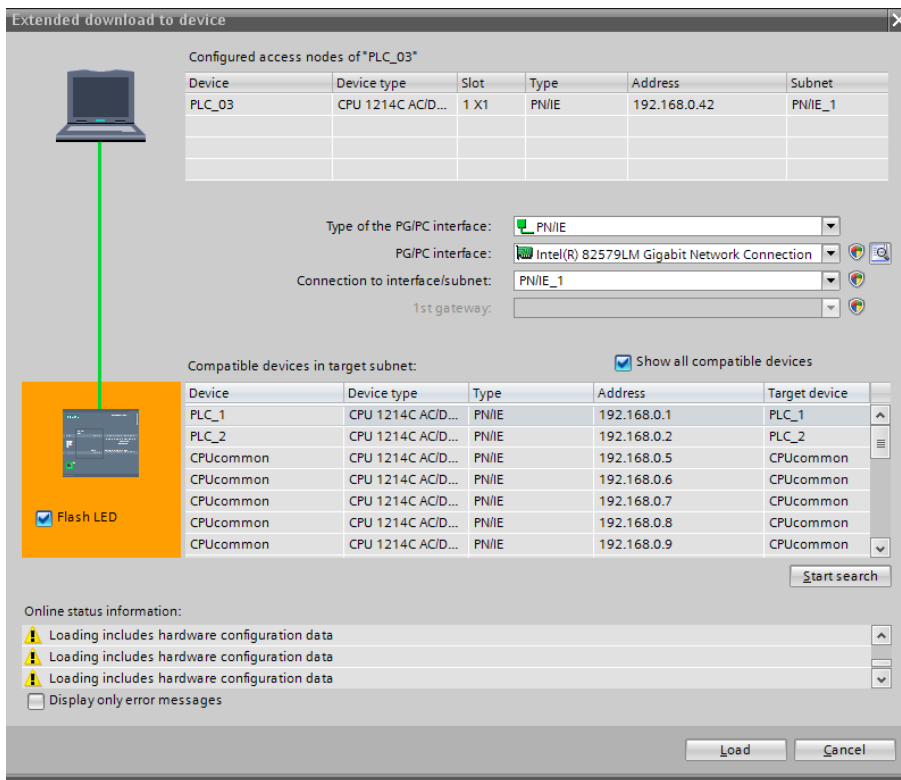 Extended download to device
Configured access nodes of "PLC_03"
Device Device type Slot Type Address Subnet
PLC_03 CPU 1214C AC/D... 1 X1 PN/IE 192.168.0.42 PN/IE_1
Type of the PG/PC interface: PN/IE
PG/PC interface: Intel(R) 82579LM Gigabit Network Connection
Connection to interface/subnet: PN/IE_1
1st gateway:
Compatible devices in target subnet: Show all compatible devices
Device Device type Type Address Target device
PLC_1 CPU 1214C AC/D... PN/IE 192.168.0.1 PLC_1
PLC_2 CPU 1214C AC/D... PN/IE 192.168.0.2 PLC_2
CPUcommon CPU 1214C AC/D... PN/IE 192.168.0.5 CPUcommon
CPUcommon CPU 1214C AC/D... PN/IE 192.168.0.6 CPUcommon
CPUcommon CPU 1214C AC/D... PN/IE 192.168.0.7 CPUcommon
CPUcommon CPU 1214C AC/D... PN/IE 192.168.0.8 CPUcommon
CPUcommon CPU 1214C AC/D... PN/IE 192.168.0.9 CPUcommon
Flash LED
Start search
Online status information:
Loading includes hardware configuration data
Loading includes hardware configuration data
Loading includes hardware configuration data
Display only error messages
Load Cancel